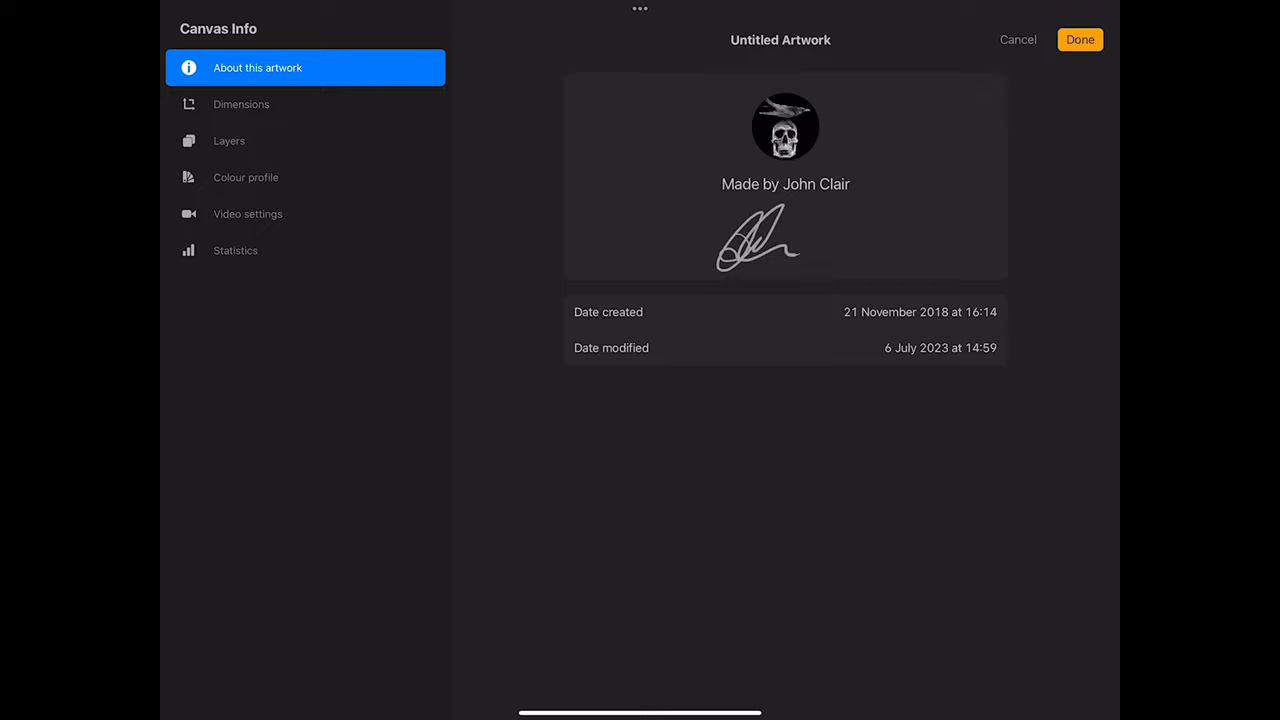 Canvas Info
About this artwork
Dimensions
Layers
Colour profile
Video settings
Statistics
Untitled Artwork
Cancel
Done
Made by John Clair
Date created
21 November 2018 at 16:14
Date modified
6 July 2023 at 14:59